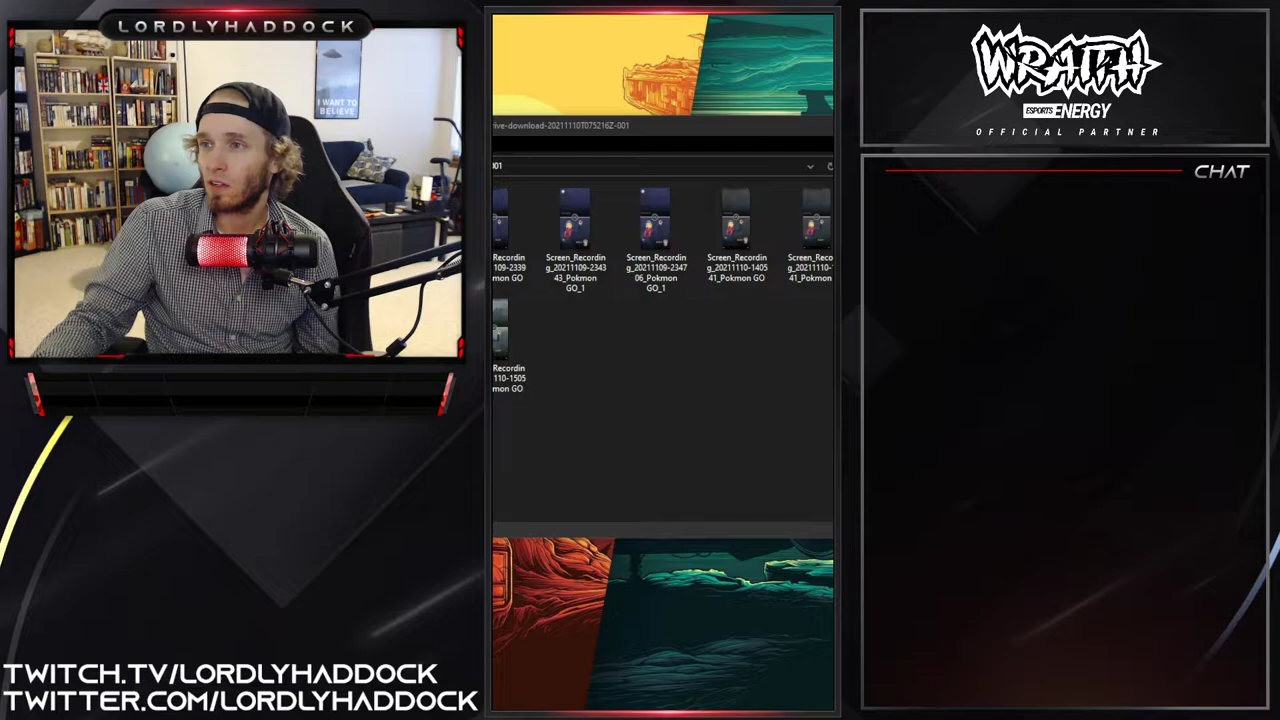 LORDLYHADDOCK
I WANT TO
BELIEVE
ive-download-20211110T075216Z-001
001
Recordin
109-2339
mon GO
Screen_Recordin
g_20211109-2343
43_Pokmon
GO_1
Screen_Recordin
g_20211109-2347
06_Pokmon
GO_1
Screen_Recordin
g_20211110-1405
41_Pokmon GO
Screen_Reco
g_20211110-
41_Pokmon
Recordin
110-1505
mon GO
WRATH
ESPORTS ENERGY
OFFICIAL PARTNER
CHAT
TWITCH.TV/LORDLYHADDOCK
TWITTER.COM/LORDLYHADDOCK